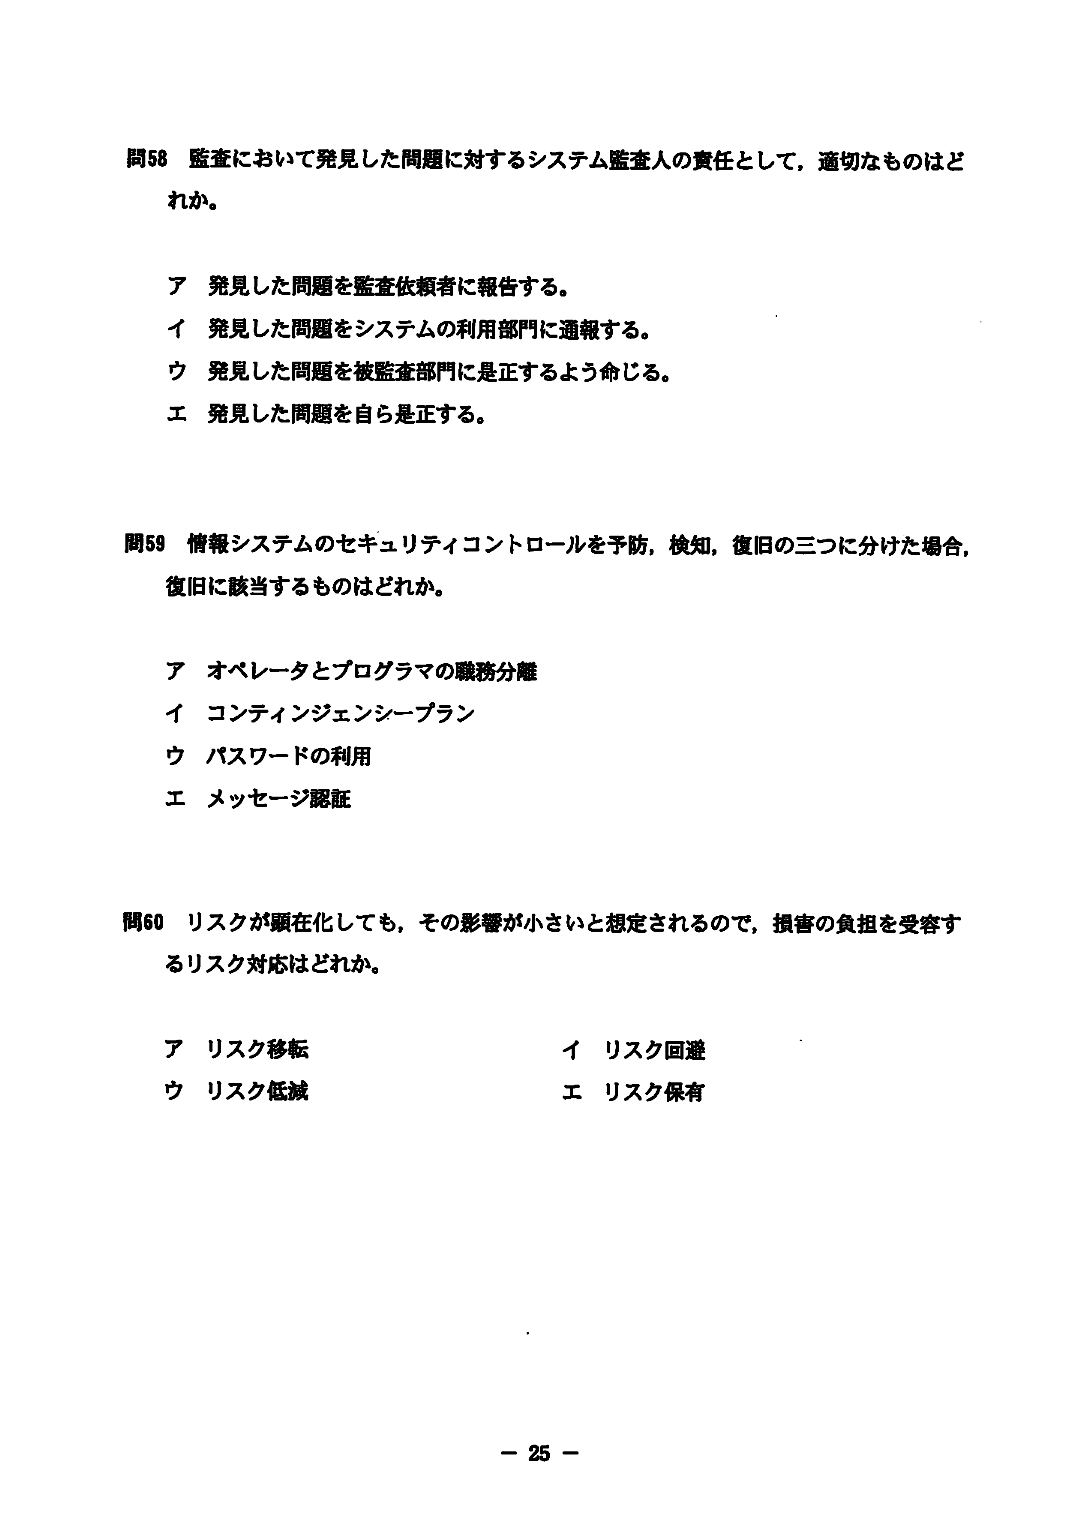 問58 監査において発見した問題に対するシステム監査人の責任として，適切なものはど
れか。
ア 発見した問題を監査依頼者に報告する。
イ 発見した問題をシステムの利用部門に通報する。
ウ 発見した問題を被監査部門に是正するよう命じる。
エ 発見した問題を自ら是正する。
問59 情報システムのセキュリティコントロールを予防，検知，復旧の三つに分けた場合，
復旧に該当するものはどれか。
ア オペレータとプログラマの職務分離
イ コンティンジェンシープラン
ウ パスワードの利用
エ メッセージ認証
問60 リスクが顕在化しても，その影響が小さいと想定されるので，損害の負担を受容す
るリスク対応はどれか。
ア リスク移転 イ リスク回避
ウ リスク低減 エ リスク保有
－ 25 －